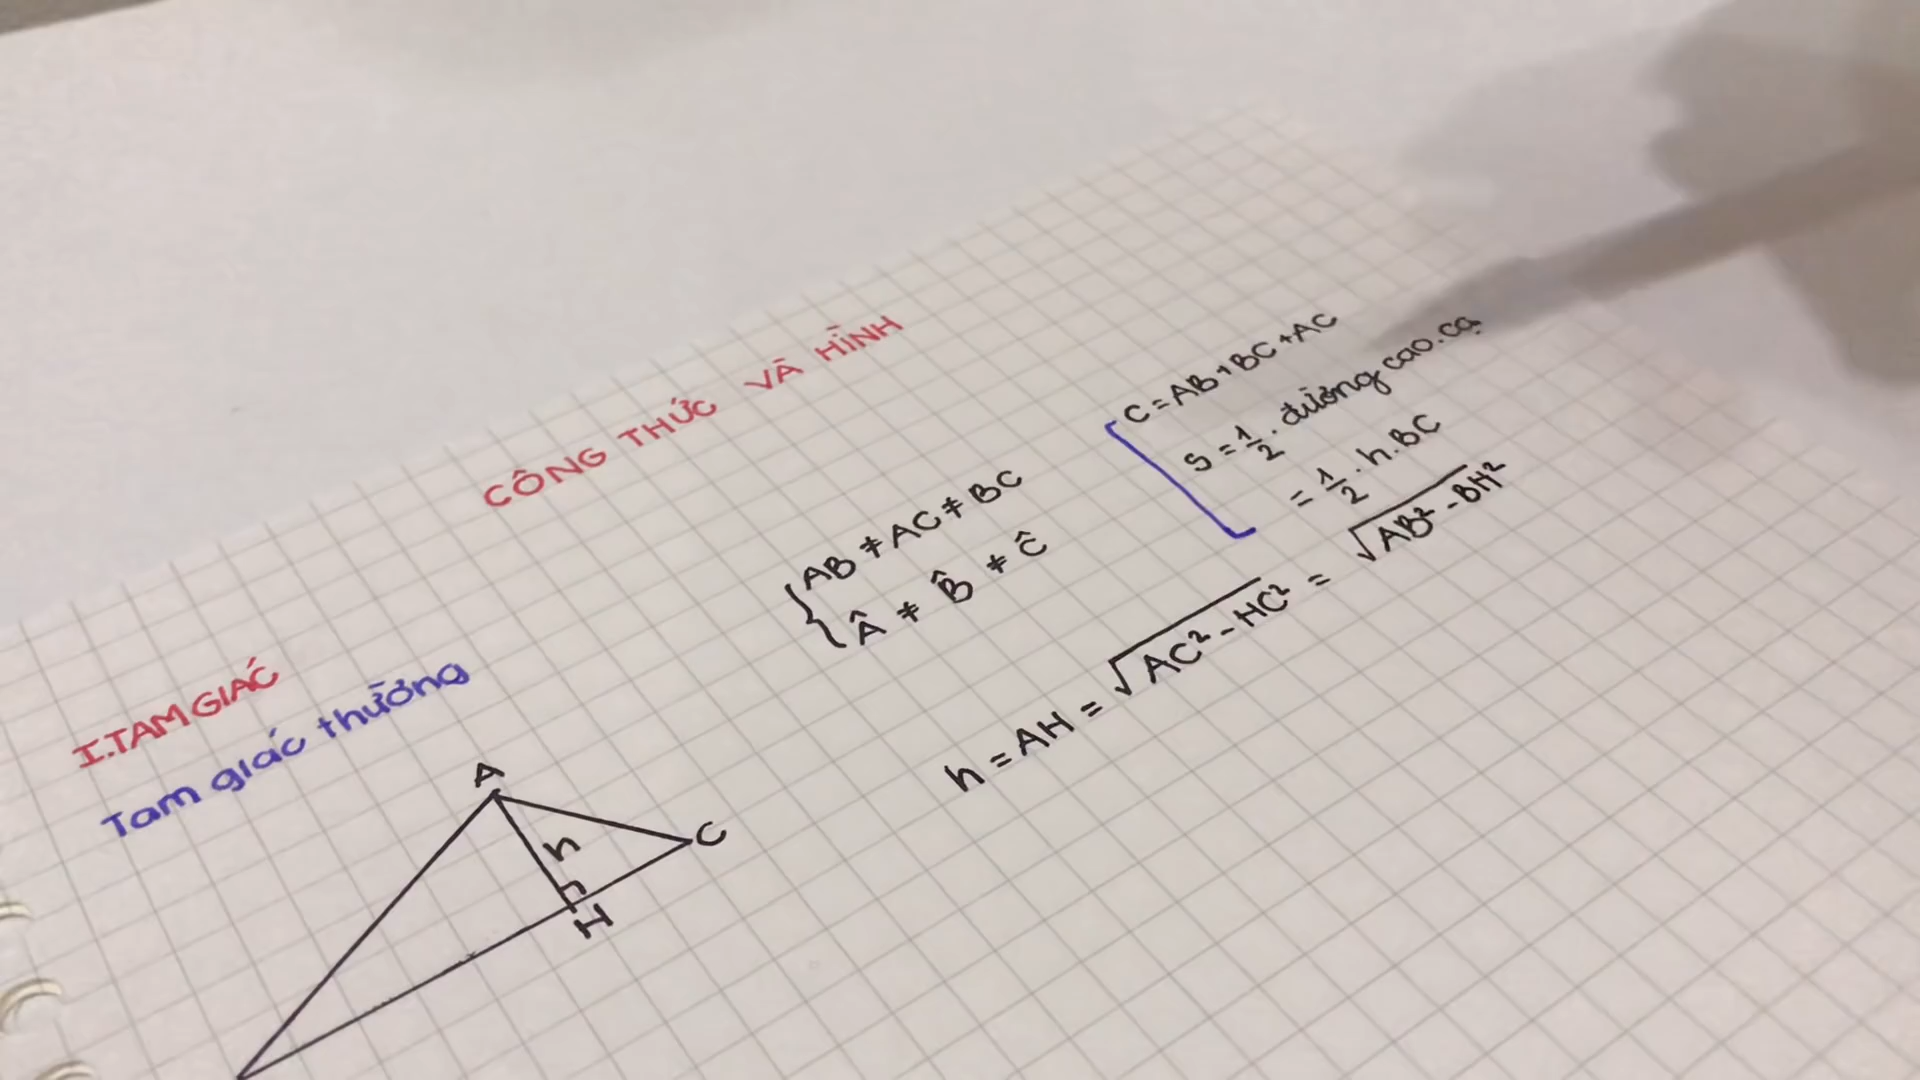 CÔNG THỨC VÀ HÌNH
I. TAM GIÁC
Tam giác thường
A
h
C
H
AB ≠ AC ≠ BC
Â ≠ B̂ ≠ Ĉ
C = AB + BC + AC
S = 1/2 . đường cao.
= 1/2 . h. BC
h = AH = √(AC² - HC²) = √(AB² - BH²)